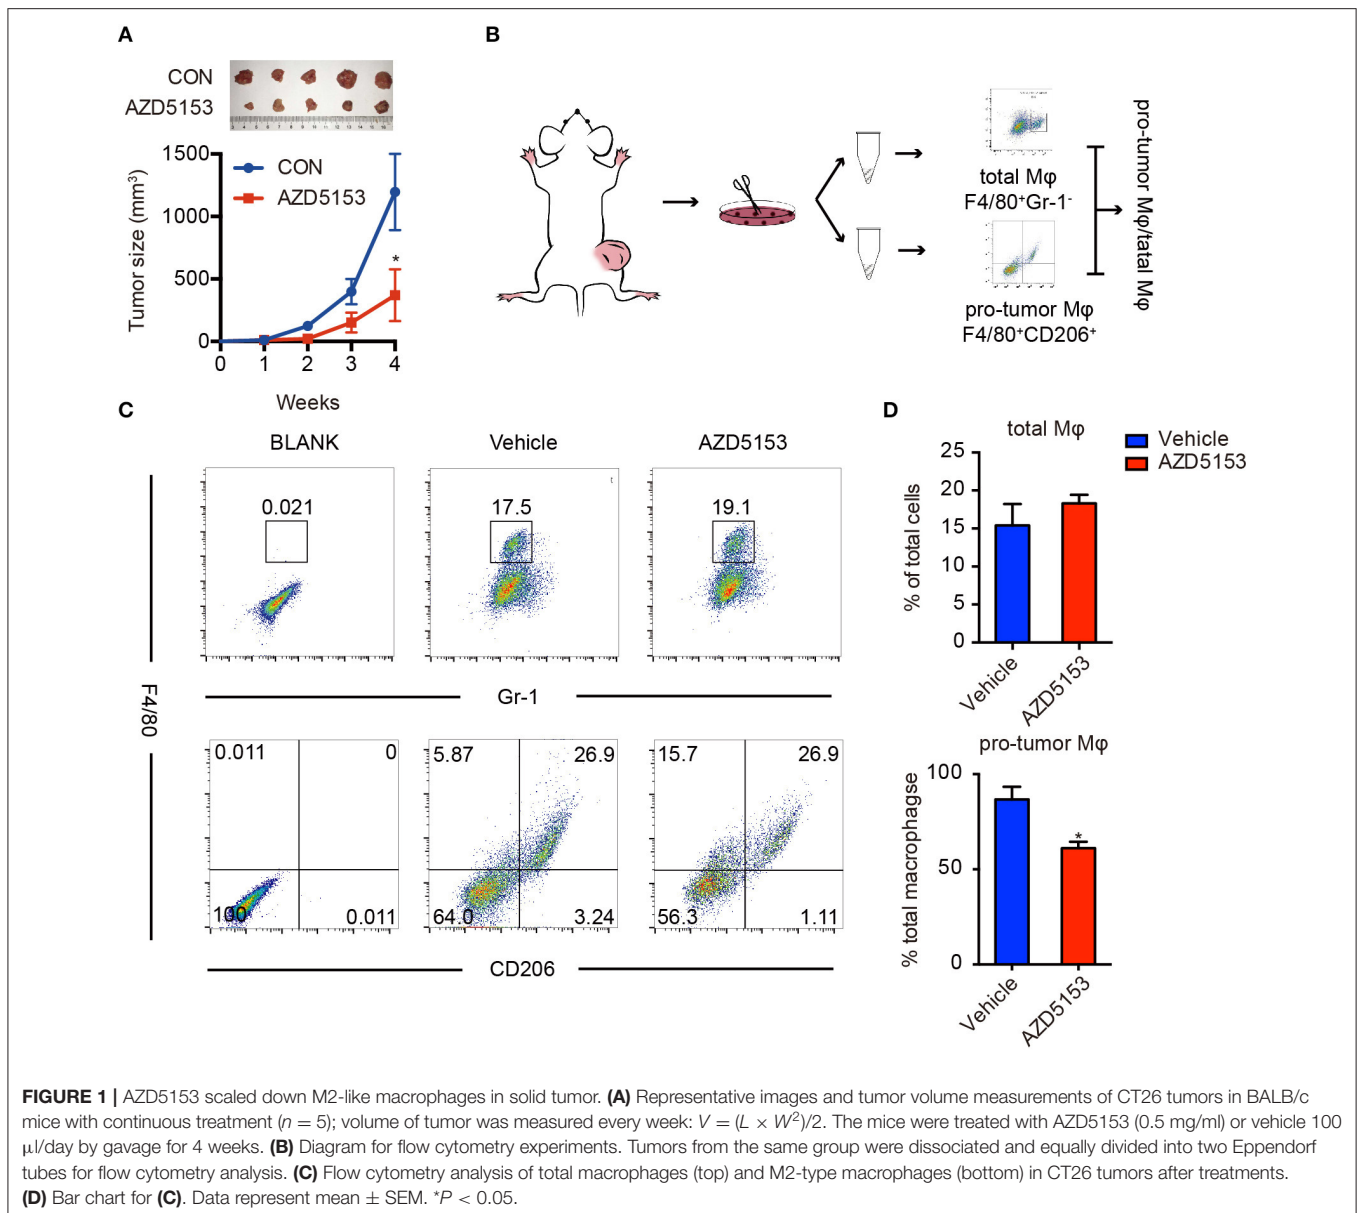 A
CON
AZD5153
1500
1000
500
0
Tumor size (mm³)
CON
AZD5153
*
0 1 2 3 4
Weeks
B
total Mφ
F4/80⁺Gr-1⁻
pro-tumor Mφ
F4/80⁺CD206⁺
pro-tumor Mφ/tatal Mφ
C
BLANK Vehicle AZD5153
0.021 17.5 19.1
F4/80
Gr-1
0.011 0 5.87 26.9 15.7 26.9
100 0.011 64.0 3.24 56.3 1.11
CD206
D
total Mφ
Vehicle
AZD5153
25
20
15
10
5
0
% of total cells
Vehicle AZD5153
pro-tumor Mφ
100
50
0
% total macrophagse
*
Vehicle AZD5153
FIGURE 1 | AZD5153 scaled down M2-like macrophages in solid tumor. (A) Representative images and tumor volume measurements of CT26 tumors in BALB/c
mice with continuous treatment (n = 5); volume of tumor was measured every week: V = (L × W²)/2. The mice were treated with AZD5153 (0.5 mg/ml) or vehicle 100
μl/day by gavage for 4 weeks. (B) Diagram for flow cytometry experiments. Tumors from the same group were dissociated and equally divided into two Eppendorf
tubes for flow cytometry analysis. (C) Flow cytometry analysis of total macrophages (top) and M2-type macrophages (bottom) in CT26 tumors after treatments.
(D) Bar chart for (C). Data represent mean ± SEM. *P < 0.05.